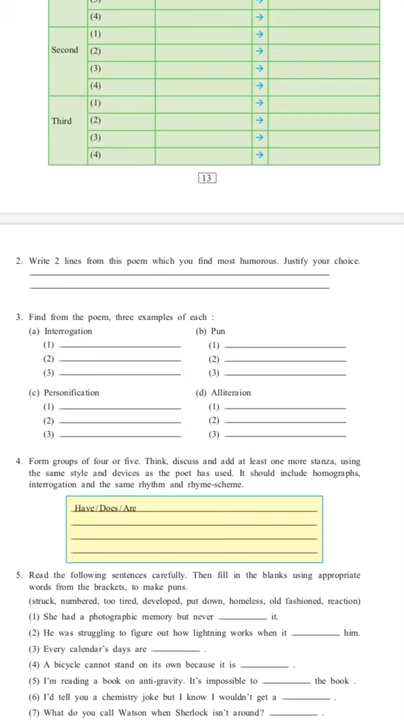 (3)
(4)
Second
(1)
(2)
(3)
(4)
Third
(1)
(2)
(3)
(4)
13
2. Write 2 lines from this poem which you find most humorous. Justify your choice.
3. Find from the poem, three examples of each :
(a) Interrogation (b) Pun
(1) (1)
(2) (2)
(3) (3)
(c) Personification (d) Alliteraion
(1) (1)
(2) (2)
(3) (3)
4. Form groups of four or five. Think, discuss and add at least one more stanza, using
the same style and devices as the poet has used. It should include homographs,
interrogation and the same rhythm and rhyme-scheme.
Have/Does/Are
5. Read the following sentences carefully. Then fill in the blanks using appropriate
words from the brackets, to make puns.
(struck, numbered, too tired, developed, put down, homeless, old fashioned, reaction)
(1) She had a photographic memory but never ________ it.
(2) He was struggling to figure out how lightning works when it ________ him.
(3) Every calendar's days are ________ .
(4) A bicycle cannot stand on its own because it is ________ .
(5) I'm reading a book on anti-gravity. It's impossible to ________ the book .
(6) I'd tell you a chemistry joke but I know I wouldn't get a ________ .
(7) What do you call Watson when Sherlock isn't around? ________ .